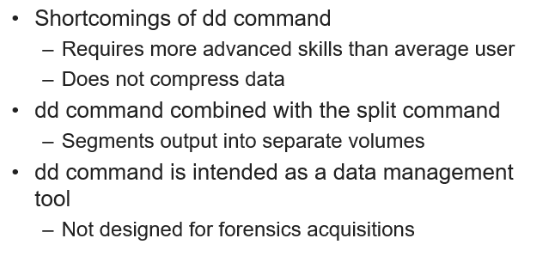 • Shortcomings of dd command
– Requires more advanced skills than average user
– Does not compress data
• dd command combined with the split command
– Segments output into separate volumes
• dd command is intended as a data management
tool
– Not designed for forensics acquisitions